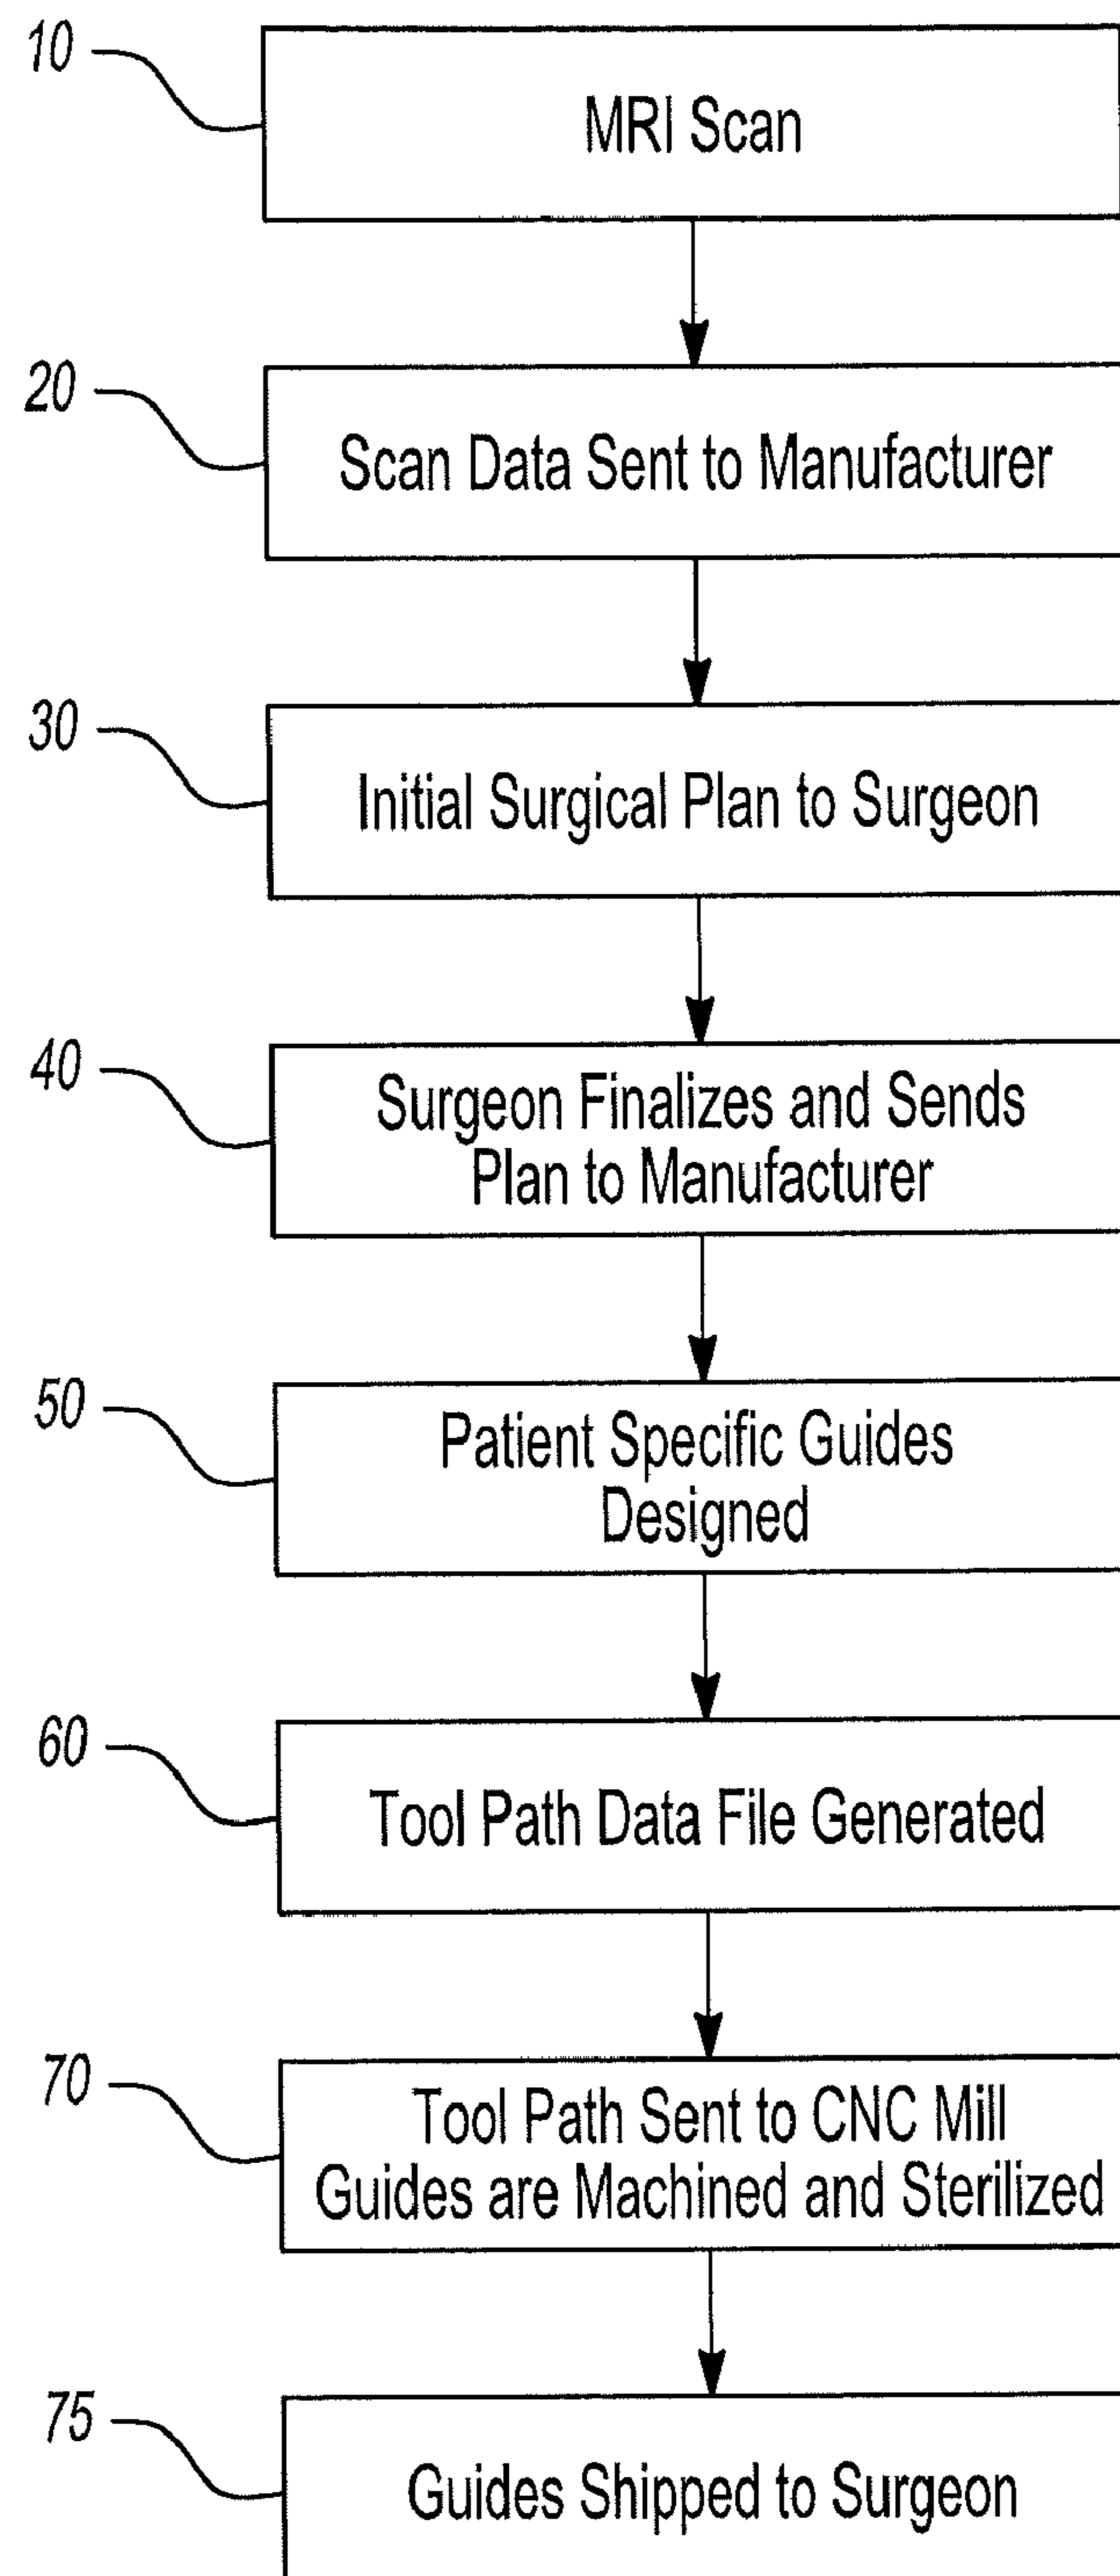 10
MRI Scan
20
Scan Data Sent to Manufacturer
30
Initial Surgical Plan to Surgeon
40
Surgeon Finalizes and Sends
Plan to Manufacturer
50
Patient Specific Guides
Designed
60
Tool Path Data File Generated
70
Tool Path Sent to CNC Mill
Guides are Machined and Sterilized
75
Guides Shipped to Surgeon